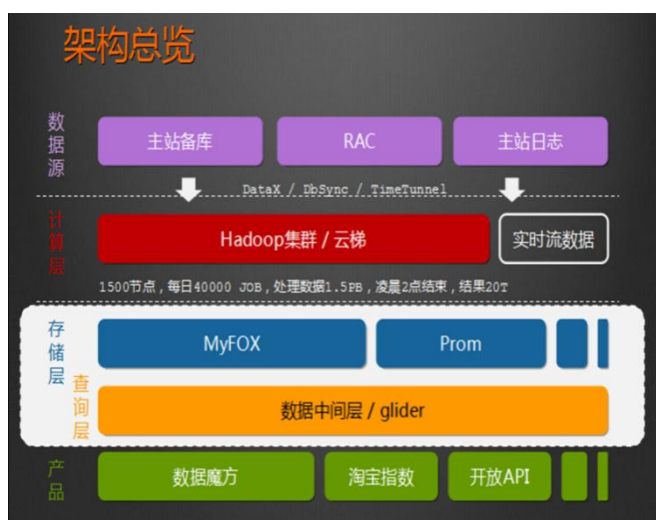 架构总览
数据源
主站备库
RAC
主站日志
DataX / DbSync / TimeTunnel
计算层
Hadoop集群 / 云梯
实时流数据
1500节点，每日40000 JOB，处理数据1.5PB，凌晨2点结束，结果20T
存储层
MyFOX
Prom
查询层
数据中间层 / glider
产品
数据魔方
淘宝指数
开放API